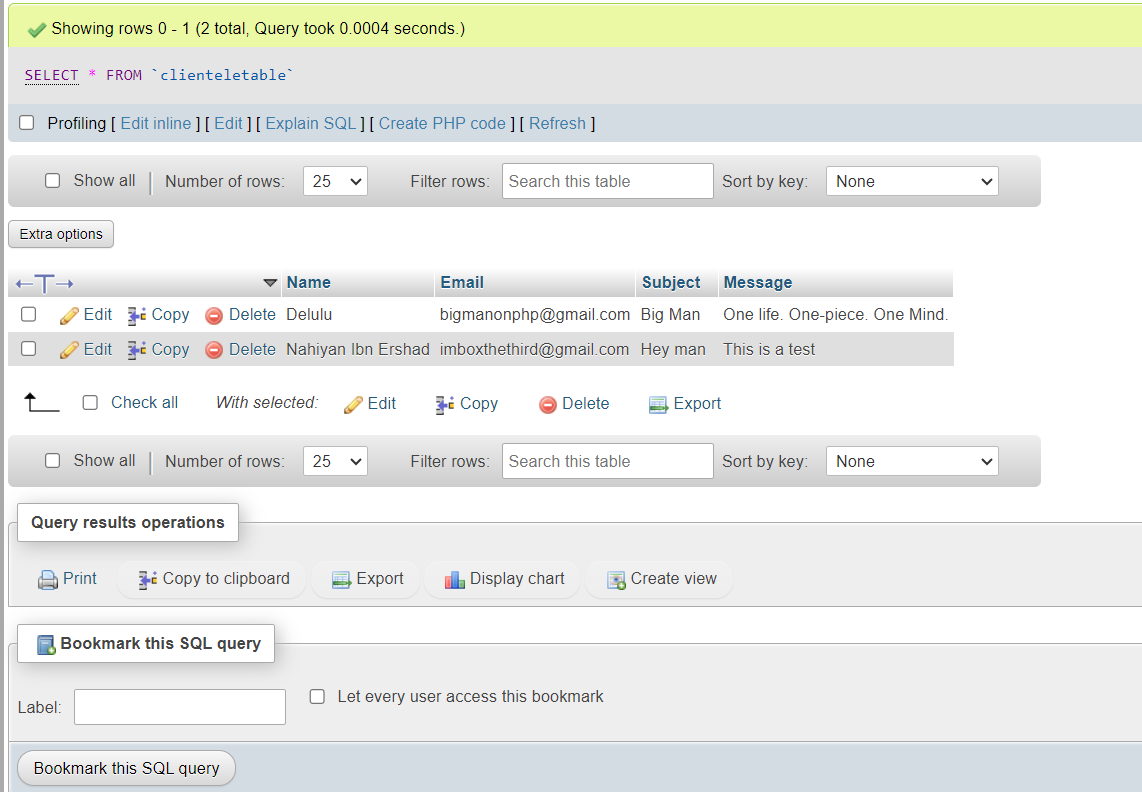 Showing rows 0 - 1 (2 total, Query took 0.0004 seconds.)
SELECT * FROM `clienteletable`
Profiling [ Edit inline ] [ Edit ] [ Explain SQL ] [ Create PHP code ] [ Refresh ]
Show all | Number of rows: 25 Filter rows: Search this table Sort by key: None
Extra options
←T→ Name Email Subject Message
Edit Copy Delete Delulu bigmanonphp@gmail.com Big Man One life. One-piece. One Mind.
Edit Copy Delete Nahiyan Ibn Ershad imboxthethird@gmail.com Hey man This is a test
Check all With selected: Edit Copy Delete Export
Show all | Number of rows: 25 Filter rows: Search this table Sort by key: None
Query results operations
Print Copy to clipboard Export Display chart Create view
Bookmark this SQL query
Label: Let every user access this bookmark
Bookmark this SQL query